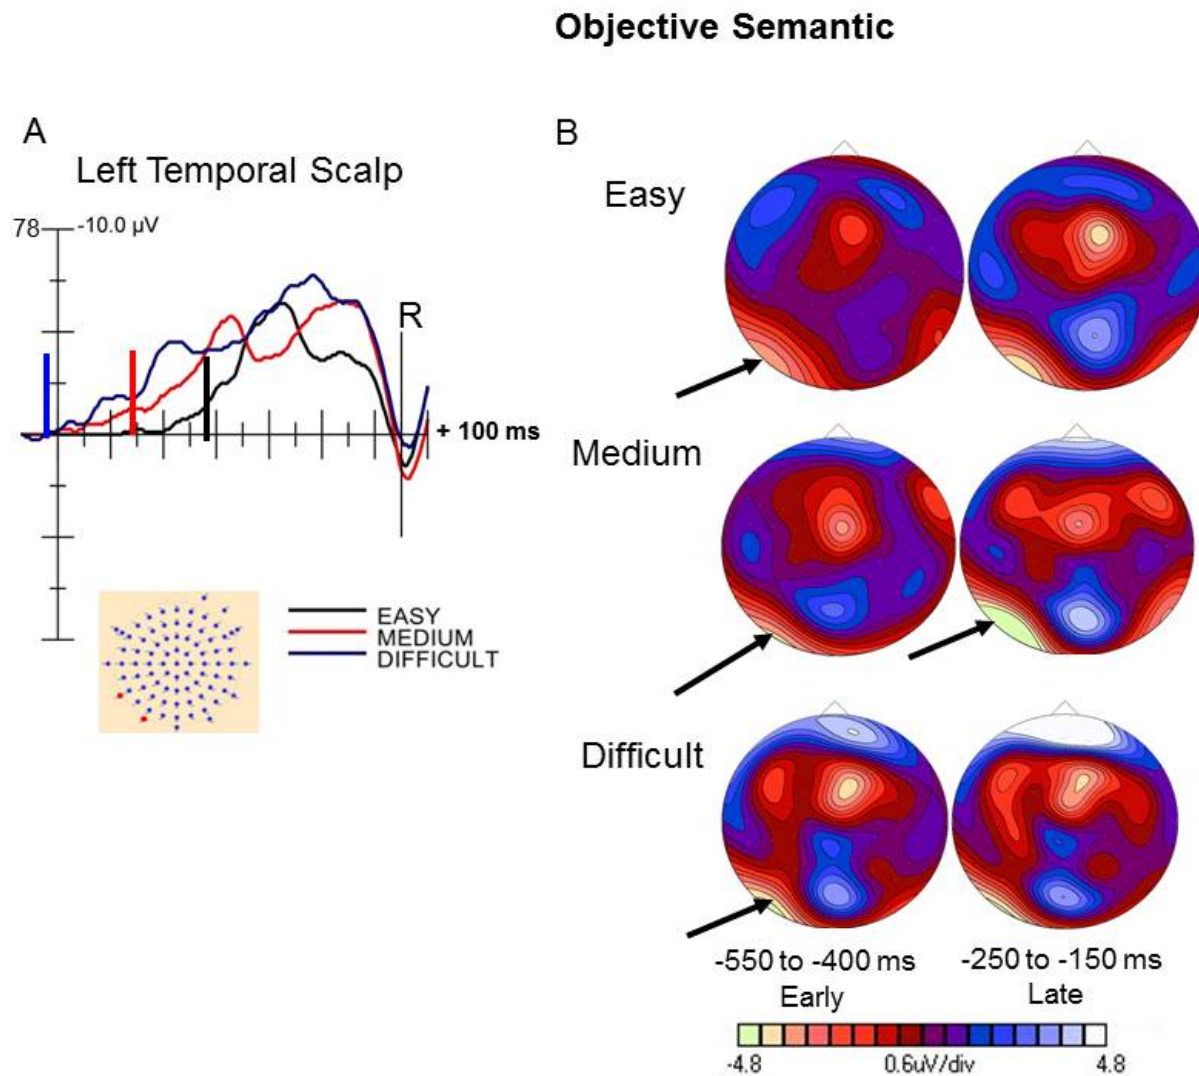 Objective Semantic
A
Left Temporal Scalp
78
-10.0 µV
R
+ 100 ms
EASY
MEDIUM
DIFFICULT
B
Easy
Medium
Difficult
-550 to -400 ms
Early
-250 to -150 ms
Late
-4.8
0.6uV/div
4.8